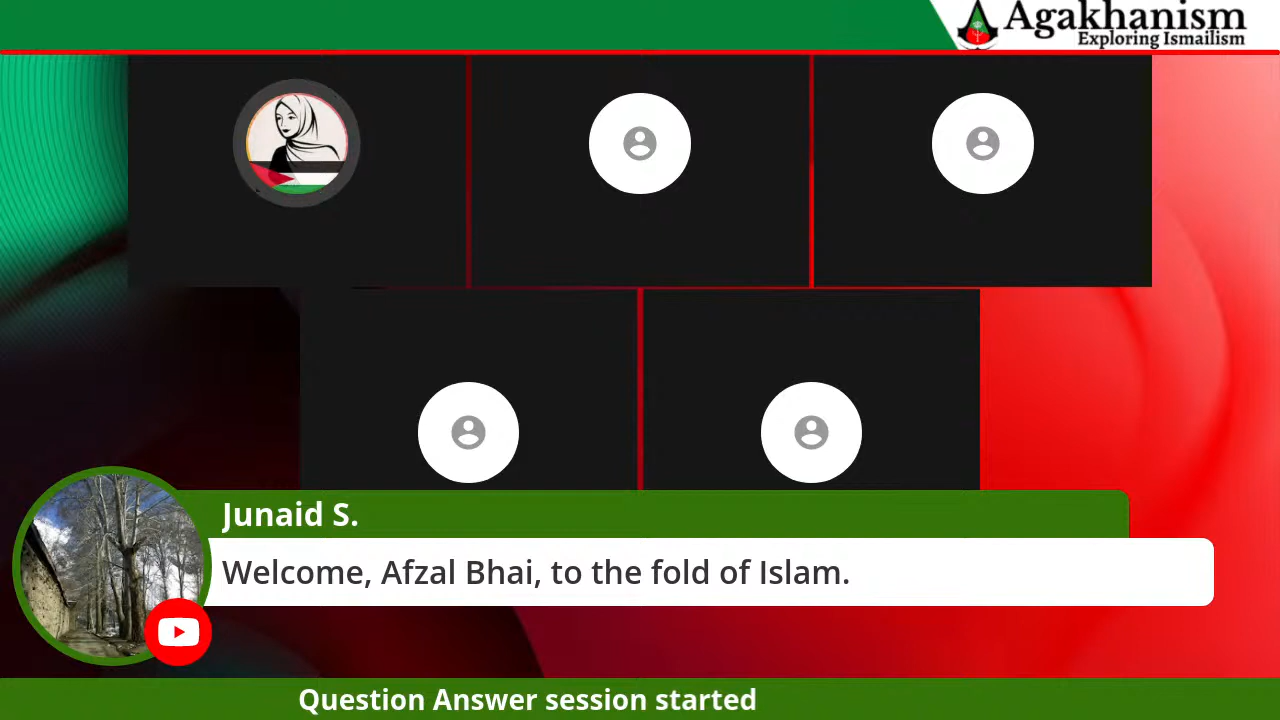 Agakhanism
Exploring Ismailism
Junaid S.
Welcome, Afzal Bhai, to the fold of Islam.
Question Answer session started